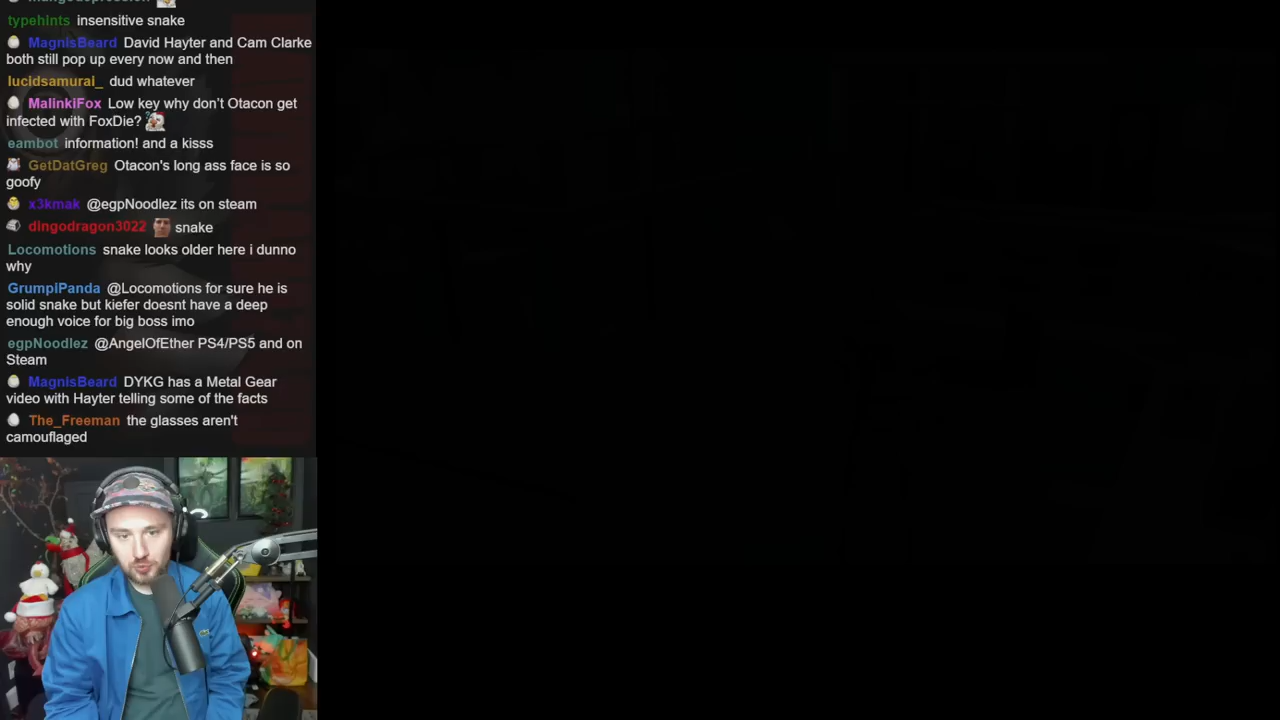 typehints insensitive snake
MagnisBeard David Hayter and Cam Clarke
both still pop up every now and then
lucidsamurai_ dud whatever
MalinkiFox Low key why don't Otacon get
infected with FoxDie?
eambot information! and a kisss
GetDatGreg Otacon's long ass face is so
goofy
x3kmak @egpNoodlez its on steam
dingodragon3022 snake
Locomotions snake looks older here i dunno
why
GrumpIPanda @Locomotions for sure he is
solid snake but kiefer doesnt have a deep
enough voice for big boss imo
egpNoodlez @AngelOfEther PS4/PS5 and on
Steam
MagnisBeard DYKG has a Metal Gear
video with Hayter telling some of the facts
The_Freeman the glasses aren't
camouflaged